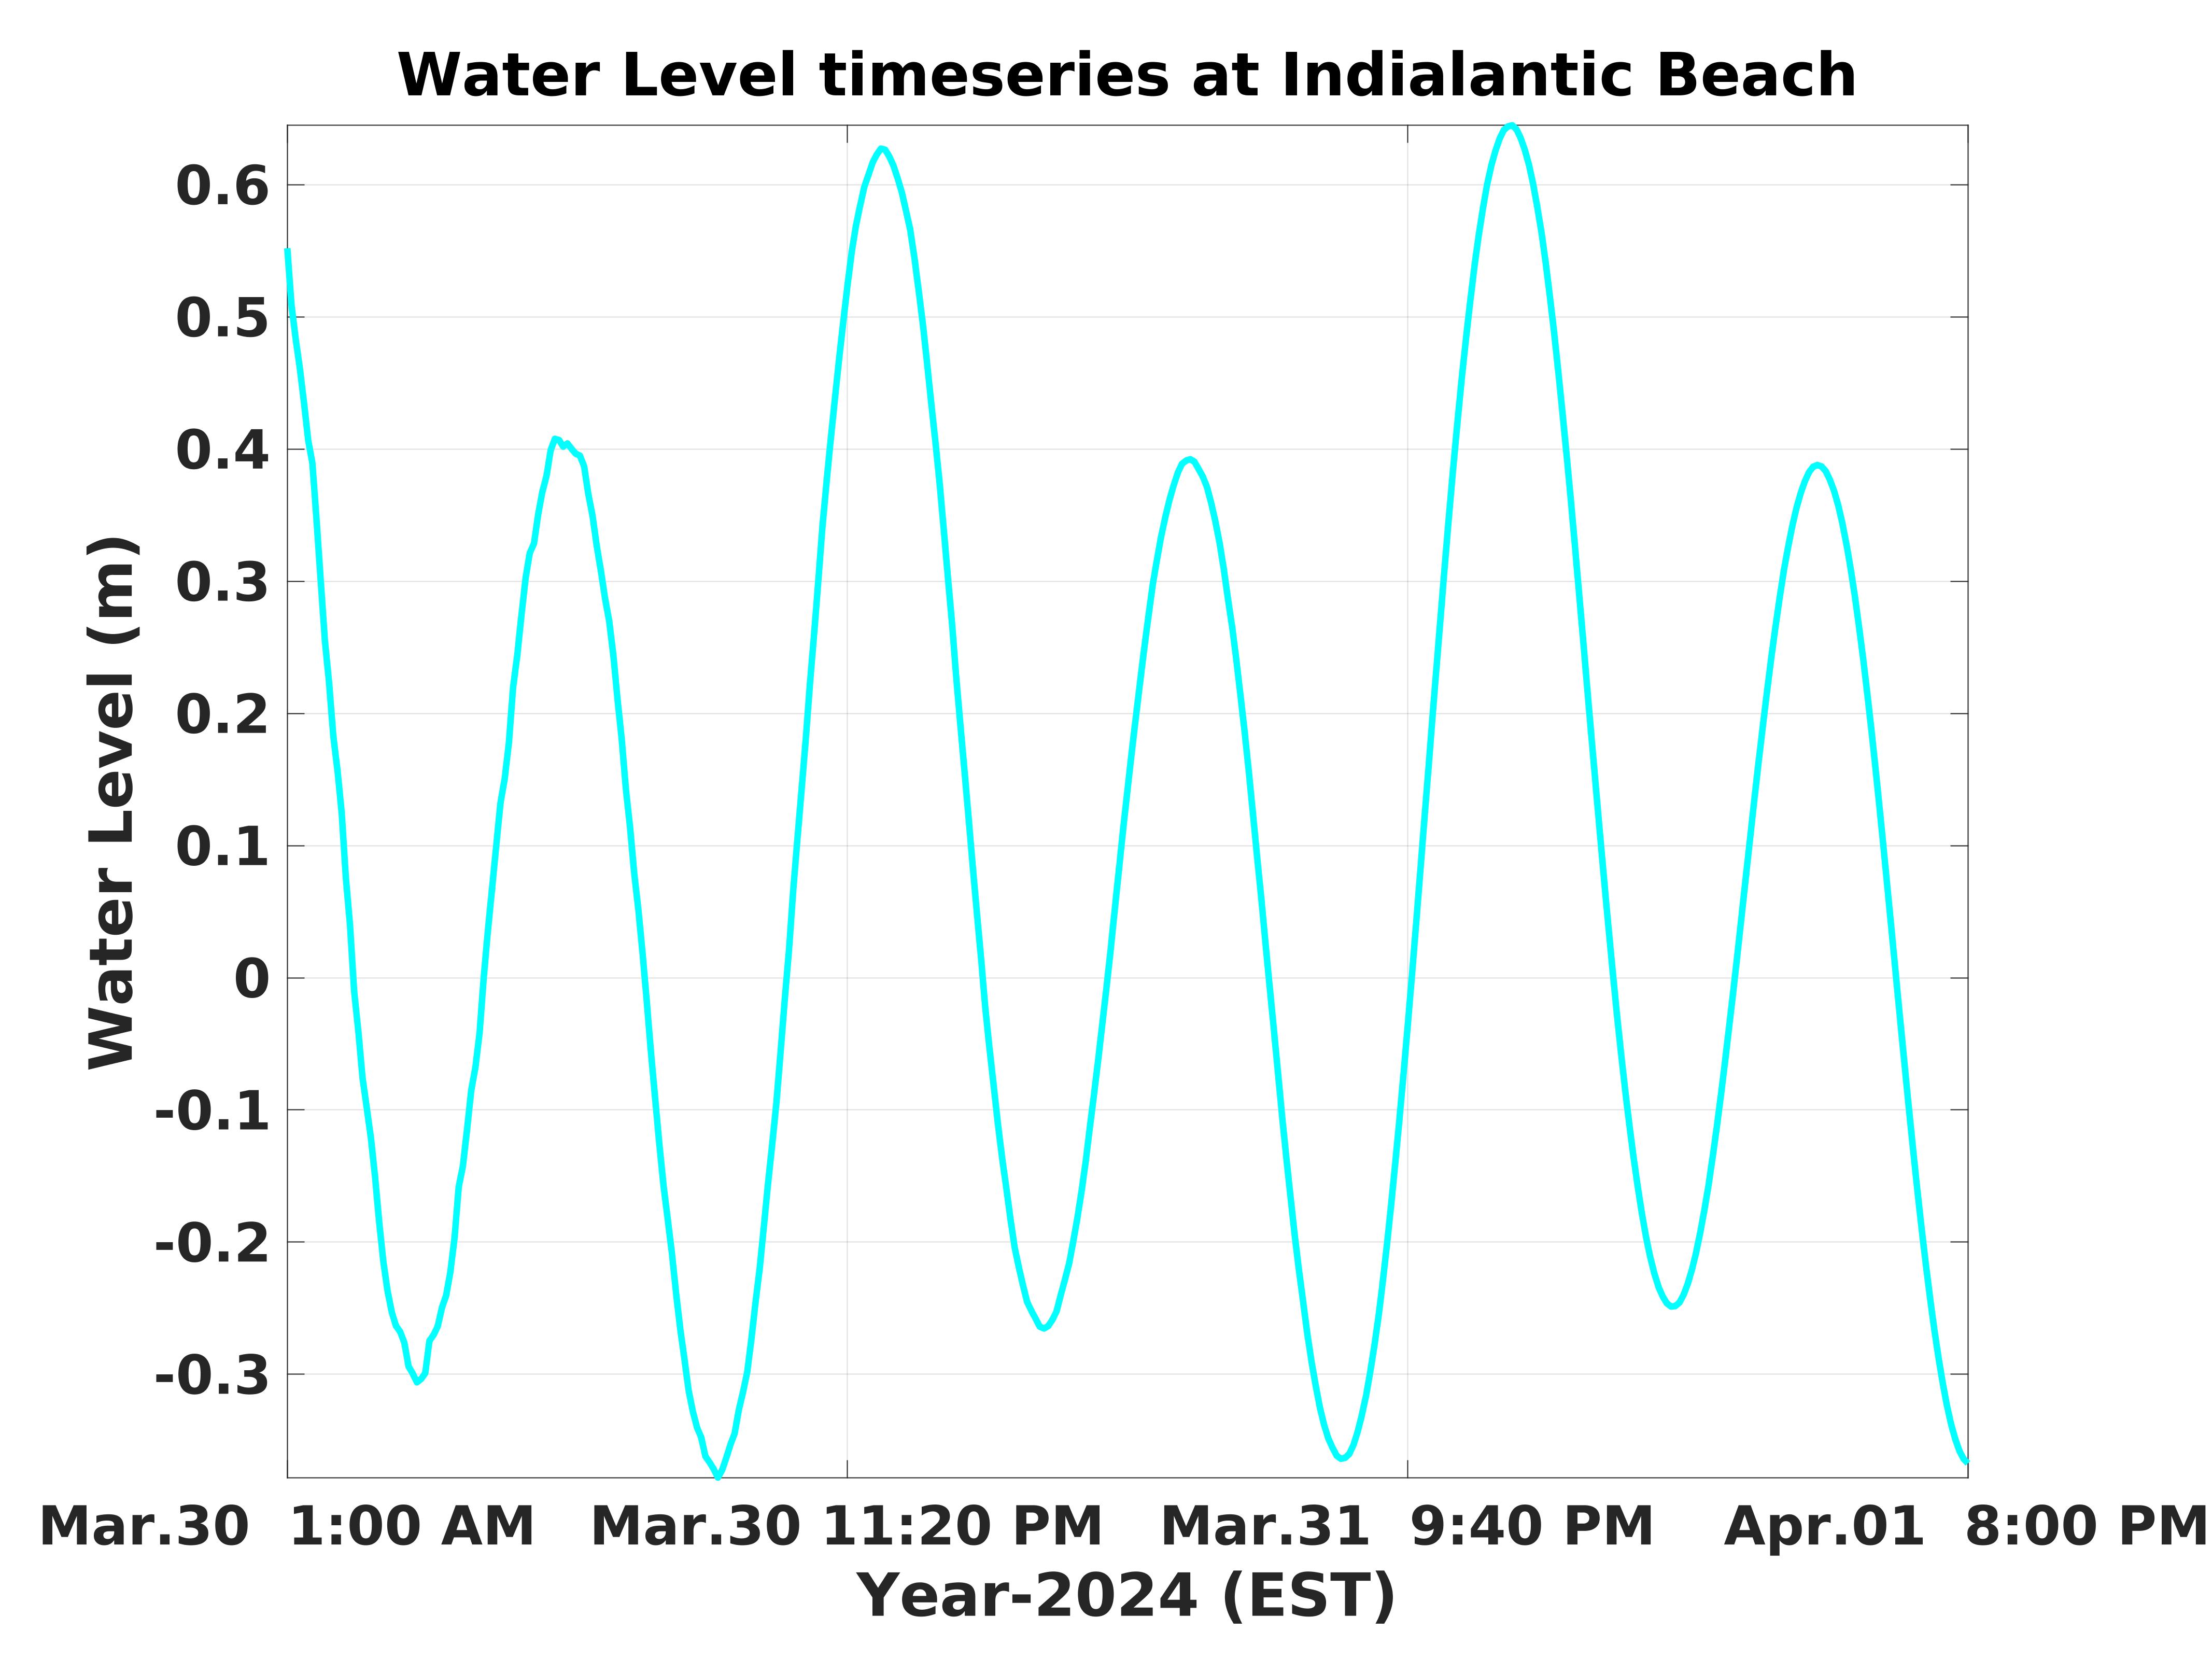 Water Level timeseries at Indialantic Beach
Water Level (m)
0.6
0.5
0.4
0.3
0.2
0.1
0
-0.1
-0.2
-0.3
Mar.30 1:00 AM Mar.30 11:20 PM Mar.31 9:40 PM Apr.01 8:00 PM
Year-2024 (EST)